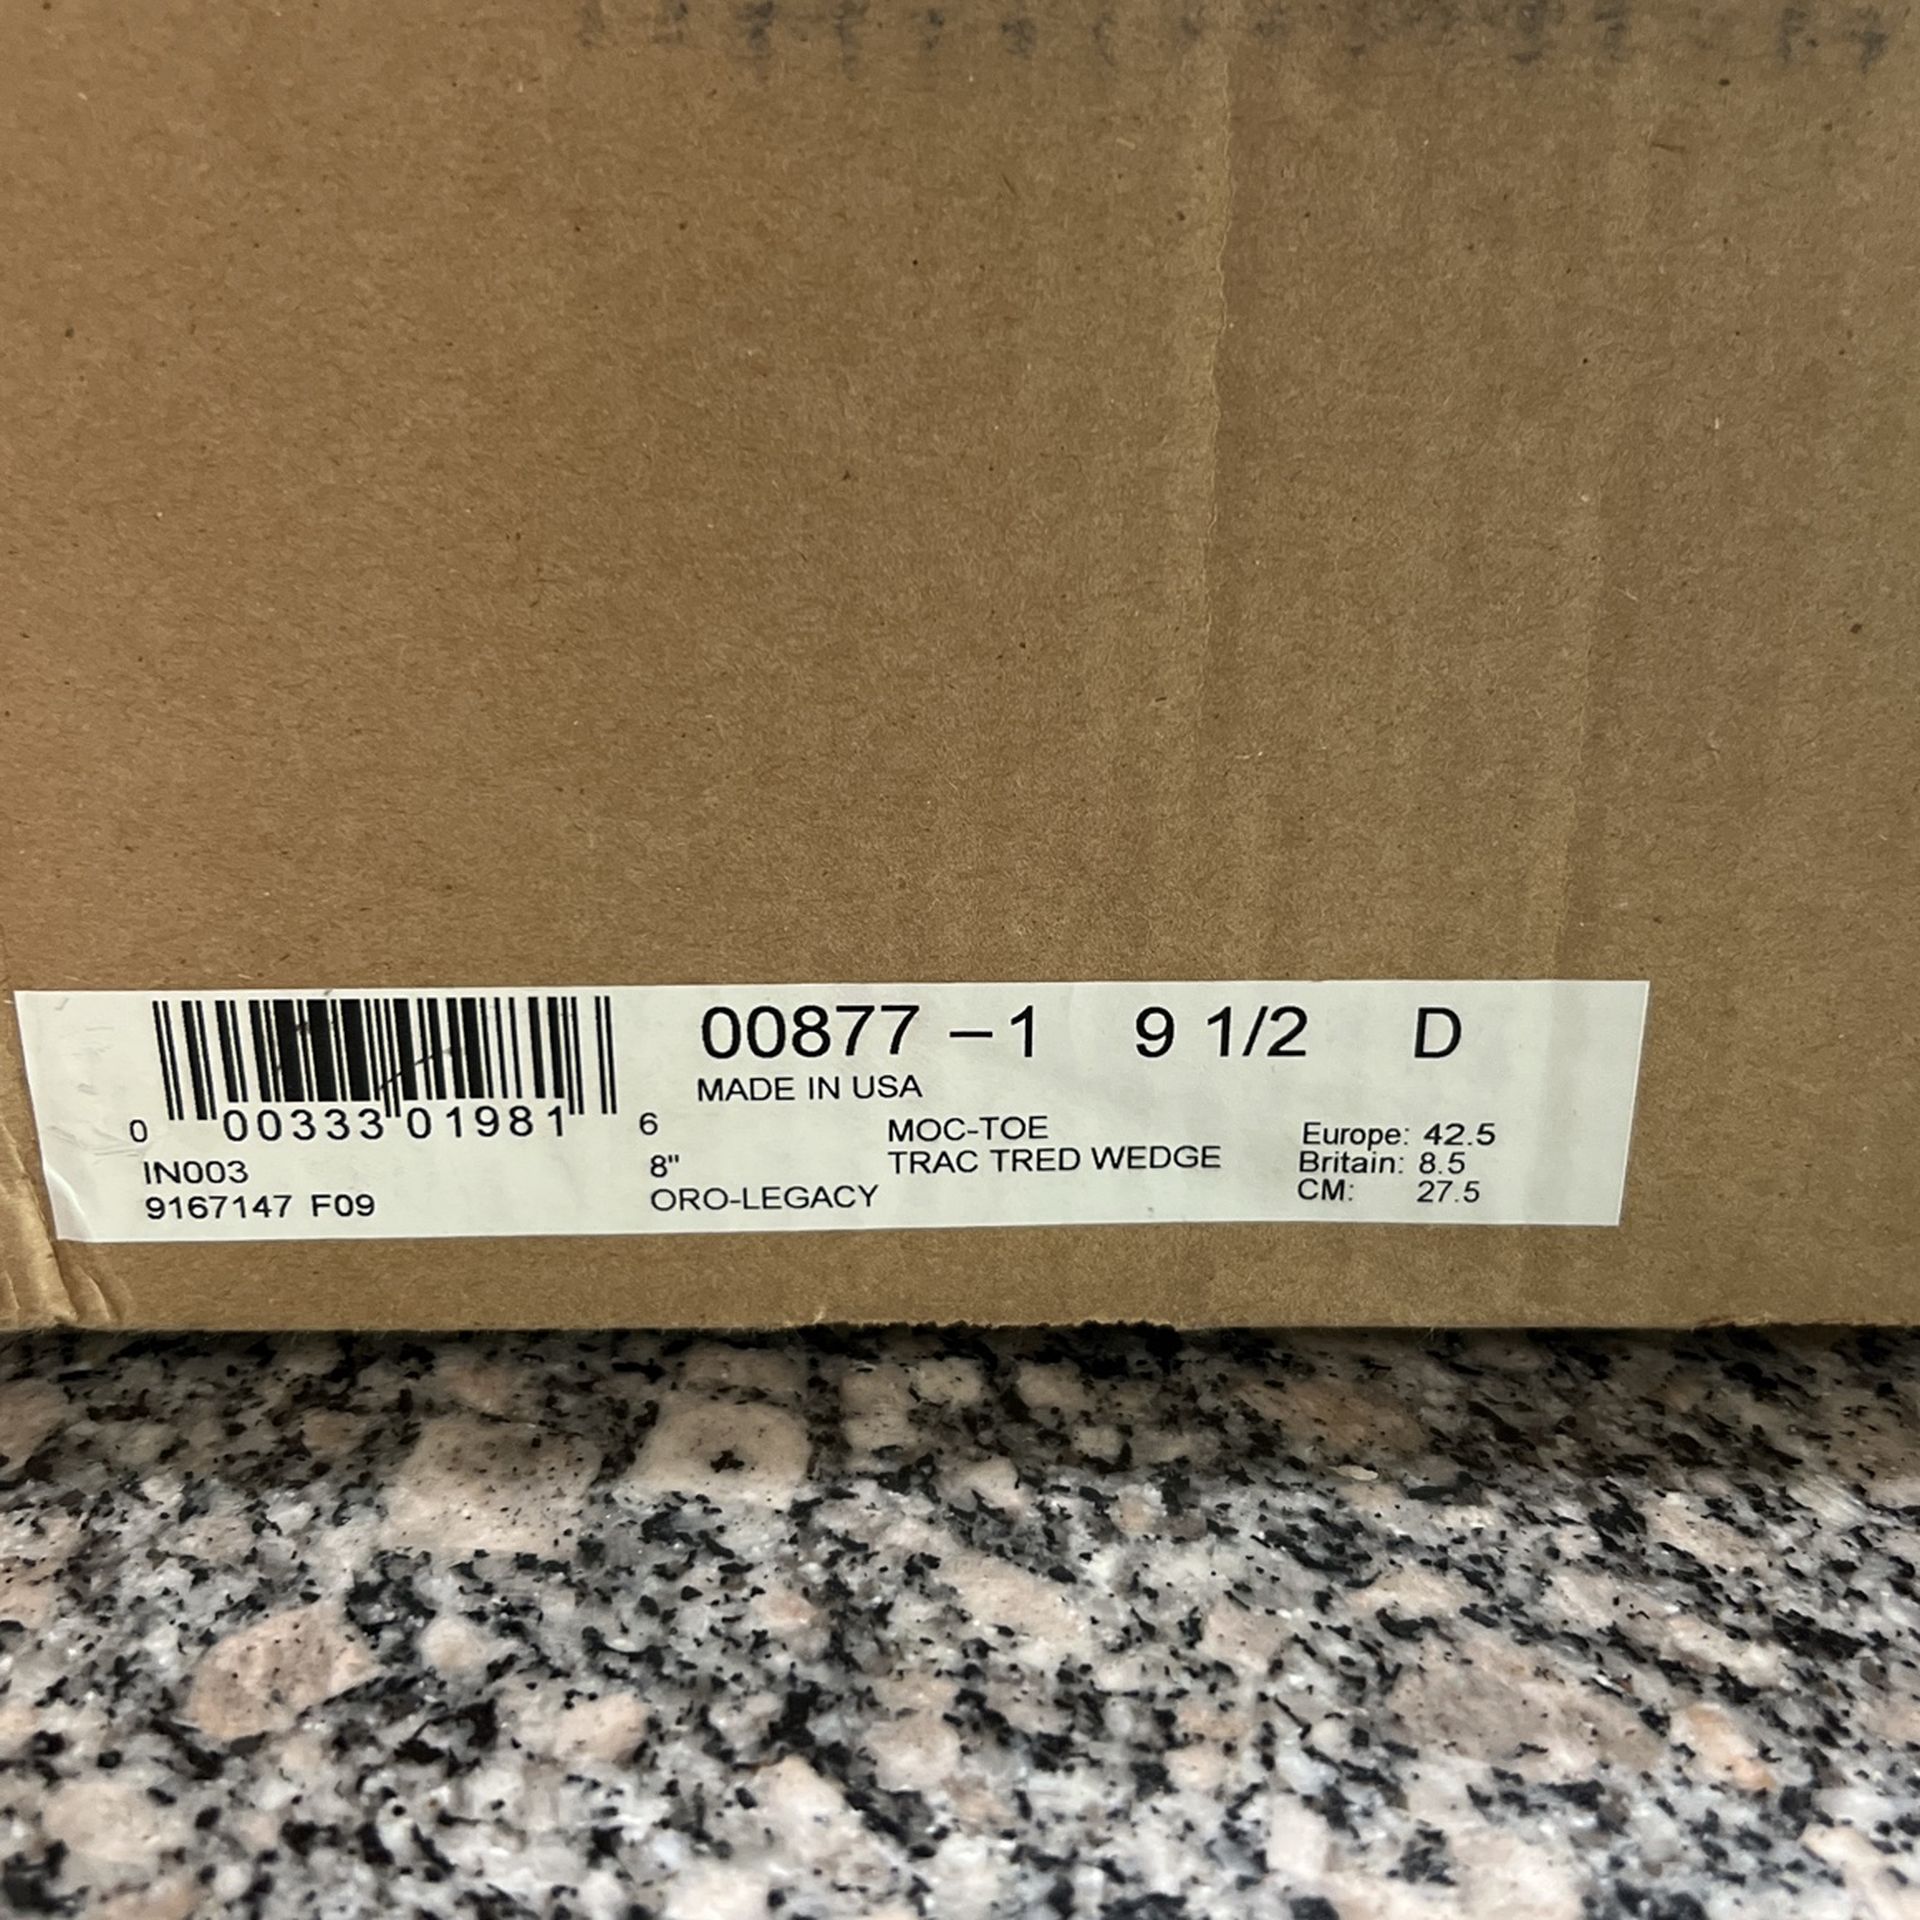 00877 – 1 9 1/2 D
MADE IN USA
0 00333 01981 6
IN003
9167147 F09
8"
ORO-LEGACY
MOC-TOE
TRAC TRED WEDGE
Europe: 42.5
Britain: 8.5
CM: 27.5